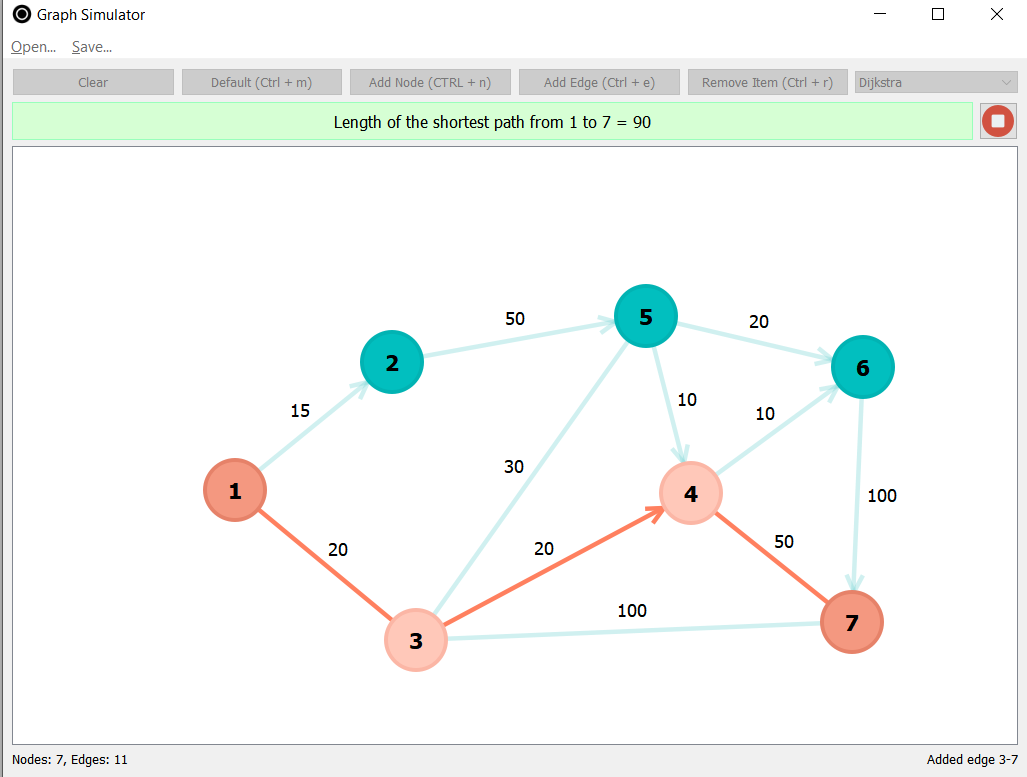 Graph Simulator
Open... Save...
Clear Default (Ctrl + m) Add Node (CTRL + n) Add Edge (Ctrl + e) Remove Item (Ctrl + r) Dijkstra
Length of the shortest path from 1 to 7 = 90
5
50 20
2 6
15 10 10
30
1 4 100
20 20 50
100
3 7
Nodes: 7, Edges: 11 Added edge 3-7